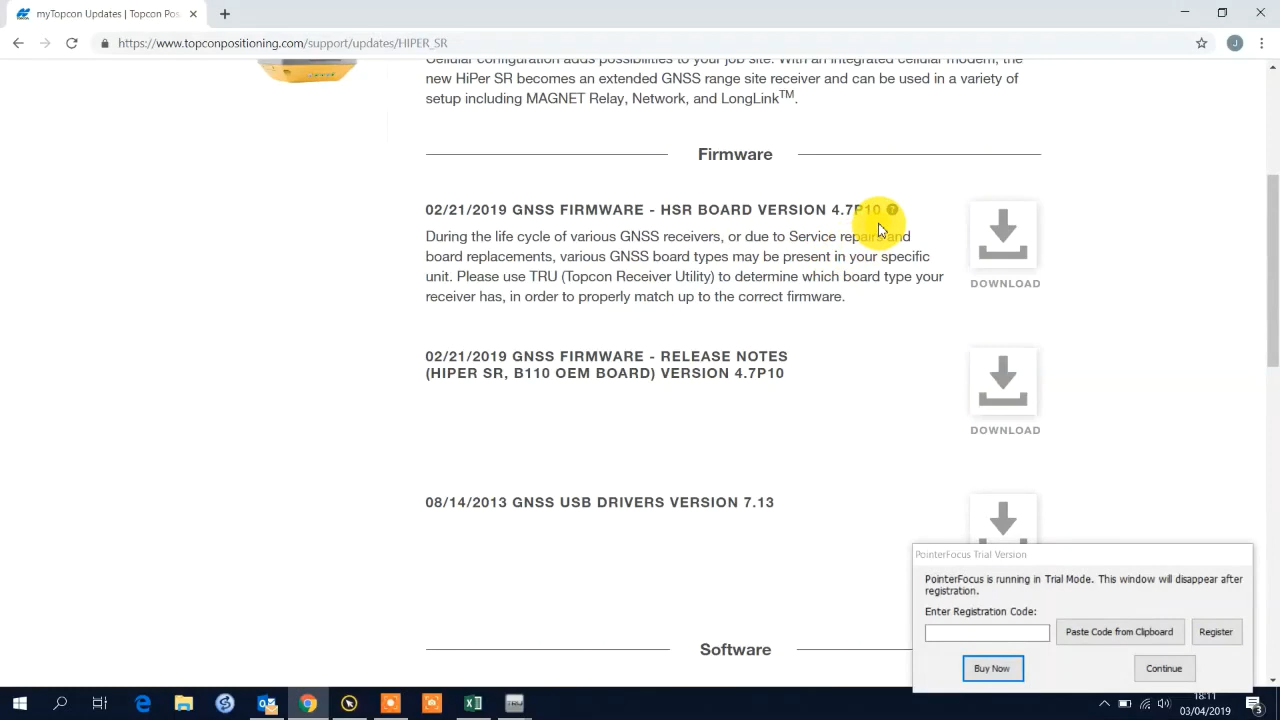 myTopcon Updates | Topcon Pos
https://www.topconpositioning.com/support/updates/HIPER_SR
J
Cellular configuration adds possibilities to your job site. With an integrated cellular modem, the
new HiPer SR becomes an extended GNSS range site receiver and can be used in a variety of
setup including MAGNET Relay, Network, and LongLinkTM.
Firmware
02/21/2019 GNSS FIRMWARE - HSR BOARD VERSION 4.7P10 ?
During the life cycle of various GNSS receivers, or due to Service repairs and
board replacements, various GNSS board types may be present in your specific
unit. Please use TRU (Topcon Receiver Utility) to determine which board type your
receiver has, in order to properly match up to the correct firmware.
DOWNLOAD
02/21/2019 GNSS FIRMWARE - RELEASE NOTES
(HIPER SR, B110 OEM BOARD) VERSION 4.7P10
DOWNLOAD
08/14/2013 GNSS USB DRIVERS VERSION 7.13
PointerFocus Trial Version
PointerFocus is running in Trial Mode. This window will disappear after
registration.
Enter Registration Code:
Paste Code from Clipboard
Register
Buy Now
Continue
Software
TRU
18:11
03/04/2019
3